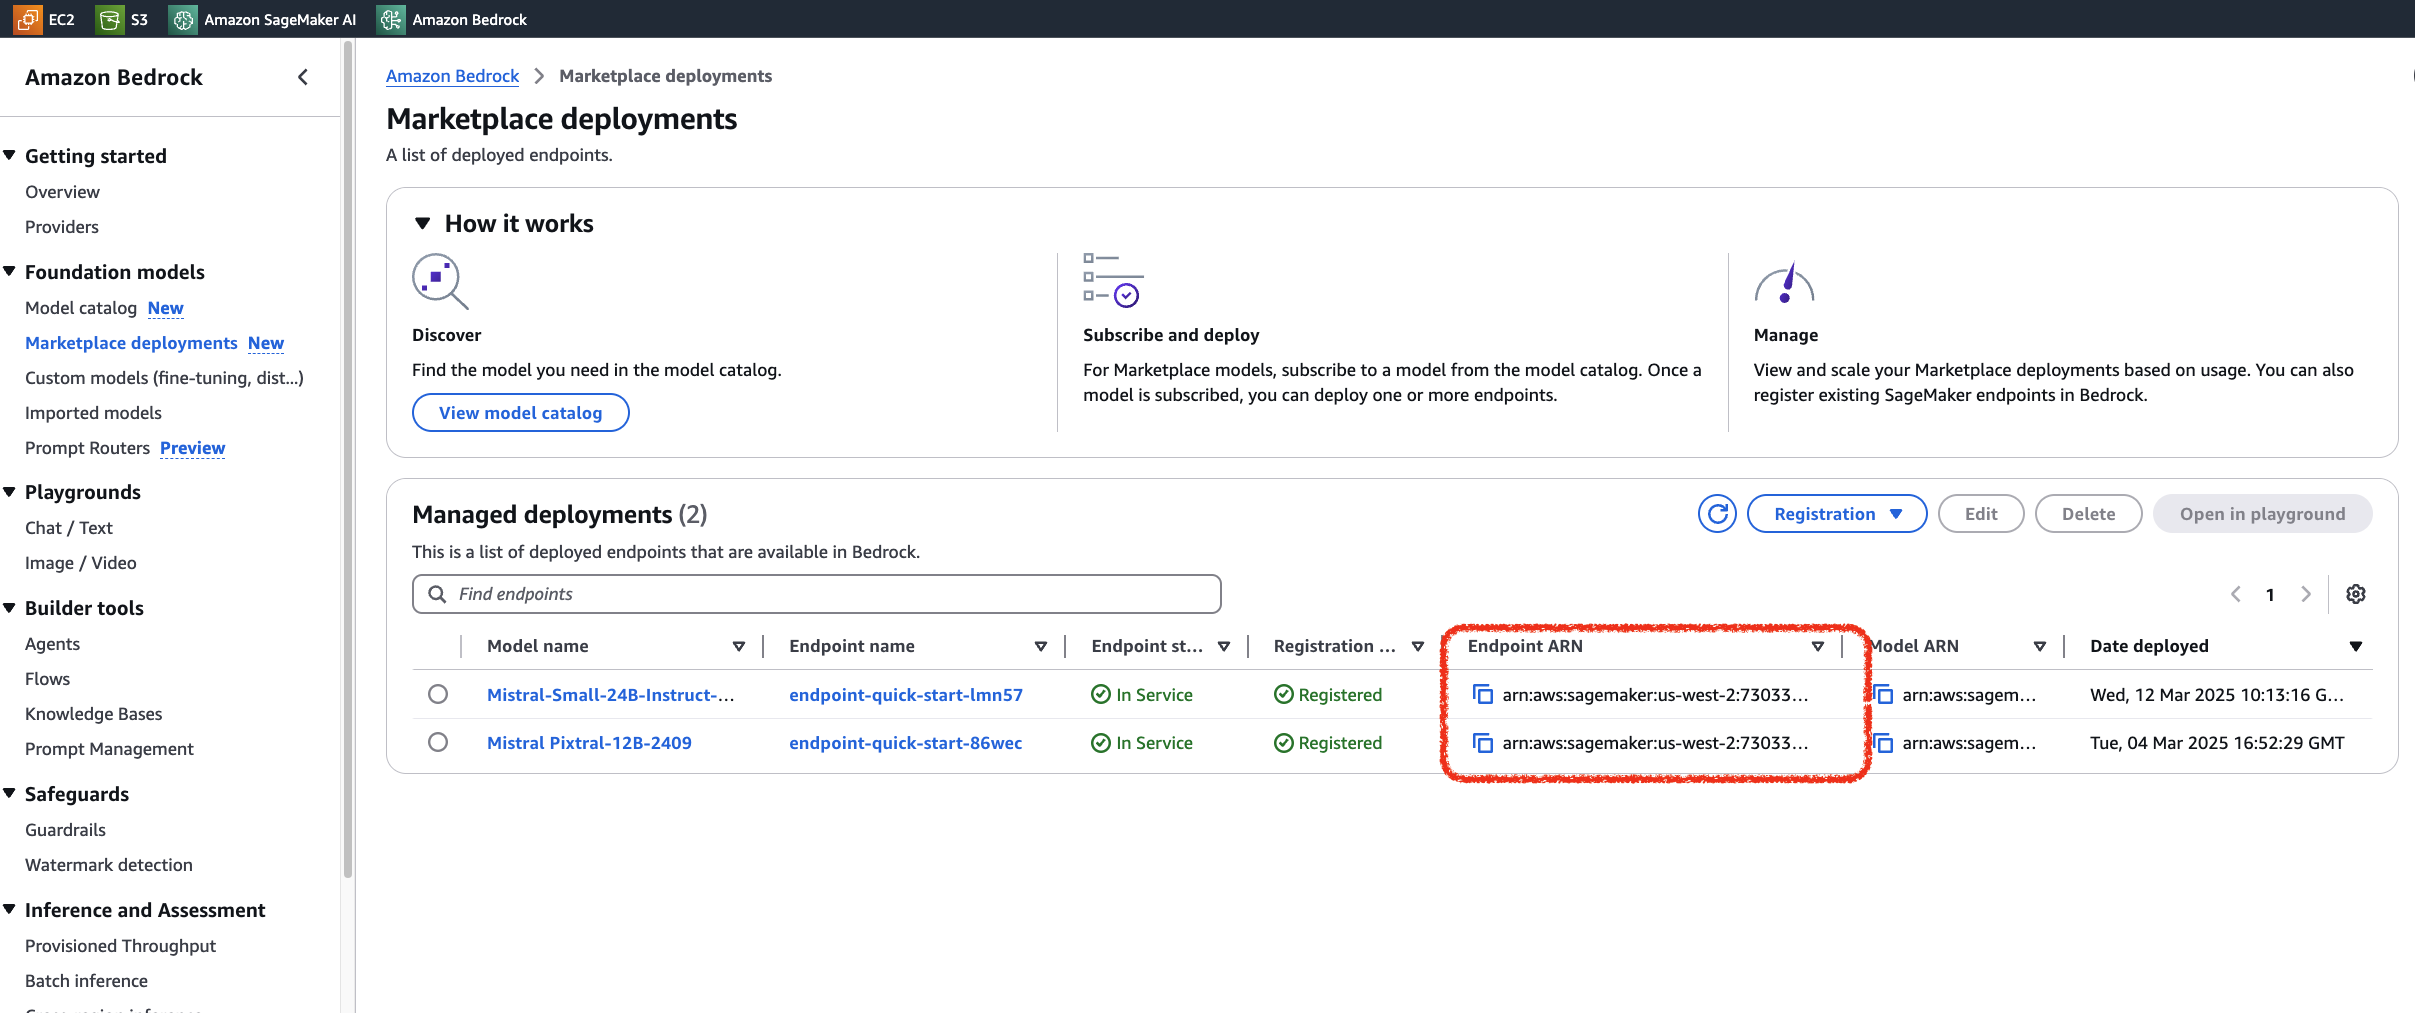 EC2 S3 Amazon SageMaker AI Amazon Bedrock
Amazon Bedrock
Getting started
Overview
Providers
Foundation models
Model catalog New
Marketplace deployments New
Custom models (fine-tuning, dist...)
Imported models
Prompt Routers Preview
Playgrounds
Chat / Text
Image / Video
Builder tools
Agents
Flows
Knowledge Bases
Prompt Management
Safeguards
Guardrails
Watermark detection
Inference and Assessment
Provisioned Throughput
Batch inference
Amazon Bedrock > Marketplace deployments
Marketplace deployments
A list of deployed endpoints.
How it works
Discover
Find the model you need in the model catalog.
View model catalog
Subscribe and deploy
For Marketplace models, subscribe to a model from the model catalog. Once a
model is subscribed, you can deploy one or more endpoints.
Manage
View and scale your Marketplace deployments based on usage. You can also
register existing SageMaker endpoints in Bedrock.
Managed deployments (2)
This is a list of deployed endpoints that are available in Bedrock.
Registration Edit Delete Open in playground
Find endpoints
1
Model name Endpoint name Endpoint st... Registration ... Endpoint ARN Model ARN Date deployed
Mistral-Small-24B-Instruct-... endpoint-quick-start-lmn57 In Service Registered arn:aws:sagemaker:us-west-2:73033... arn:aws:sagem... Wed, 12 Mar 2025 10:13:16 G...
Mistral Pixtral-12B-2409 endpoint-quick-start-86wec In Service Registered arn:aws:sagemaker:us-west-2:73033... arn:aws:sagem... Tue, 04 Mar 2025 16:52:29 GMT